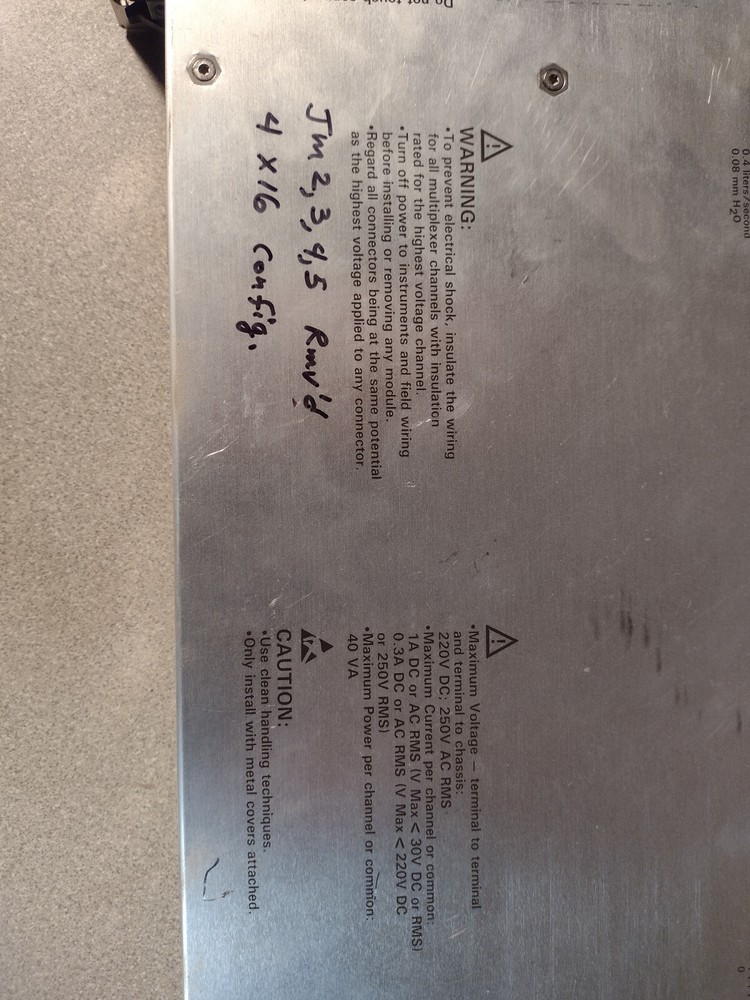 0.4 liters/second
0.08 mm H2O
WARNING:
•To prevent electrical shock, insulate the wiring
for all multiplexer channels with insulation
rated for the highest voltage channel.
•Turn off power to instruments and field wiring
before installing or removing any module.
•Regard all connectors being at the same potential
as the highest voltage applied to any connector.
Jm 2,3,4,5 Rmv'd
4 x 16 Config.
•Maximum Voltage — terminal to terminal
and terminal to chassis:
220V DC; 250V AC RMS
•Maximum Current per channel or common:
1A DC or AC RMS (V Max < 30V DC or RMS)
0.3A DC or AC RMS (V Max < 220V DC
or 250V RMS)
•Maximum Power per channel or common:
40 VA
CAUTION:
•Use clean handling techniques.
•Only install with metal covers attached.
Do not touch